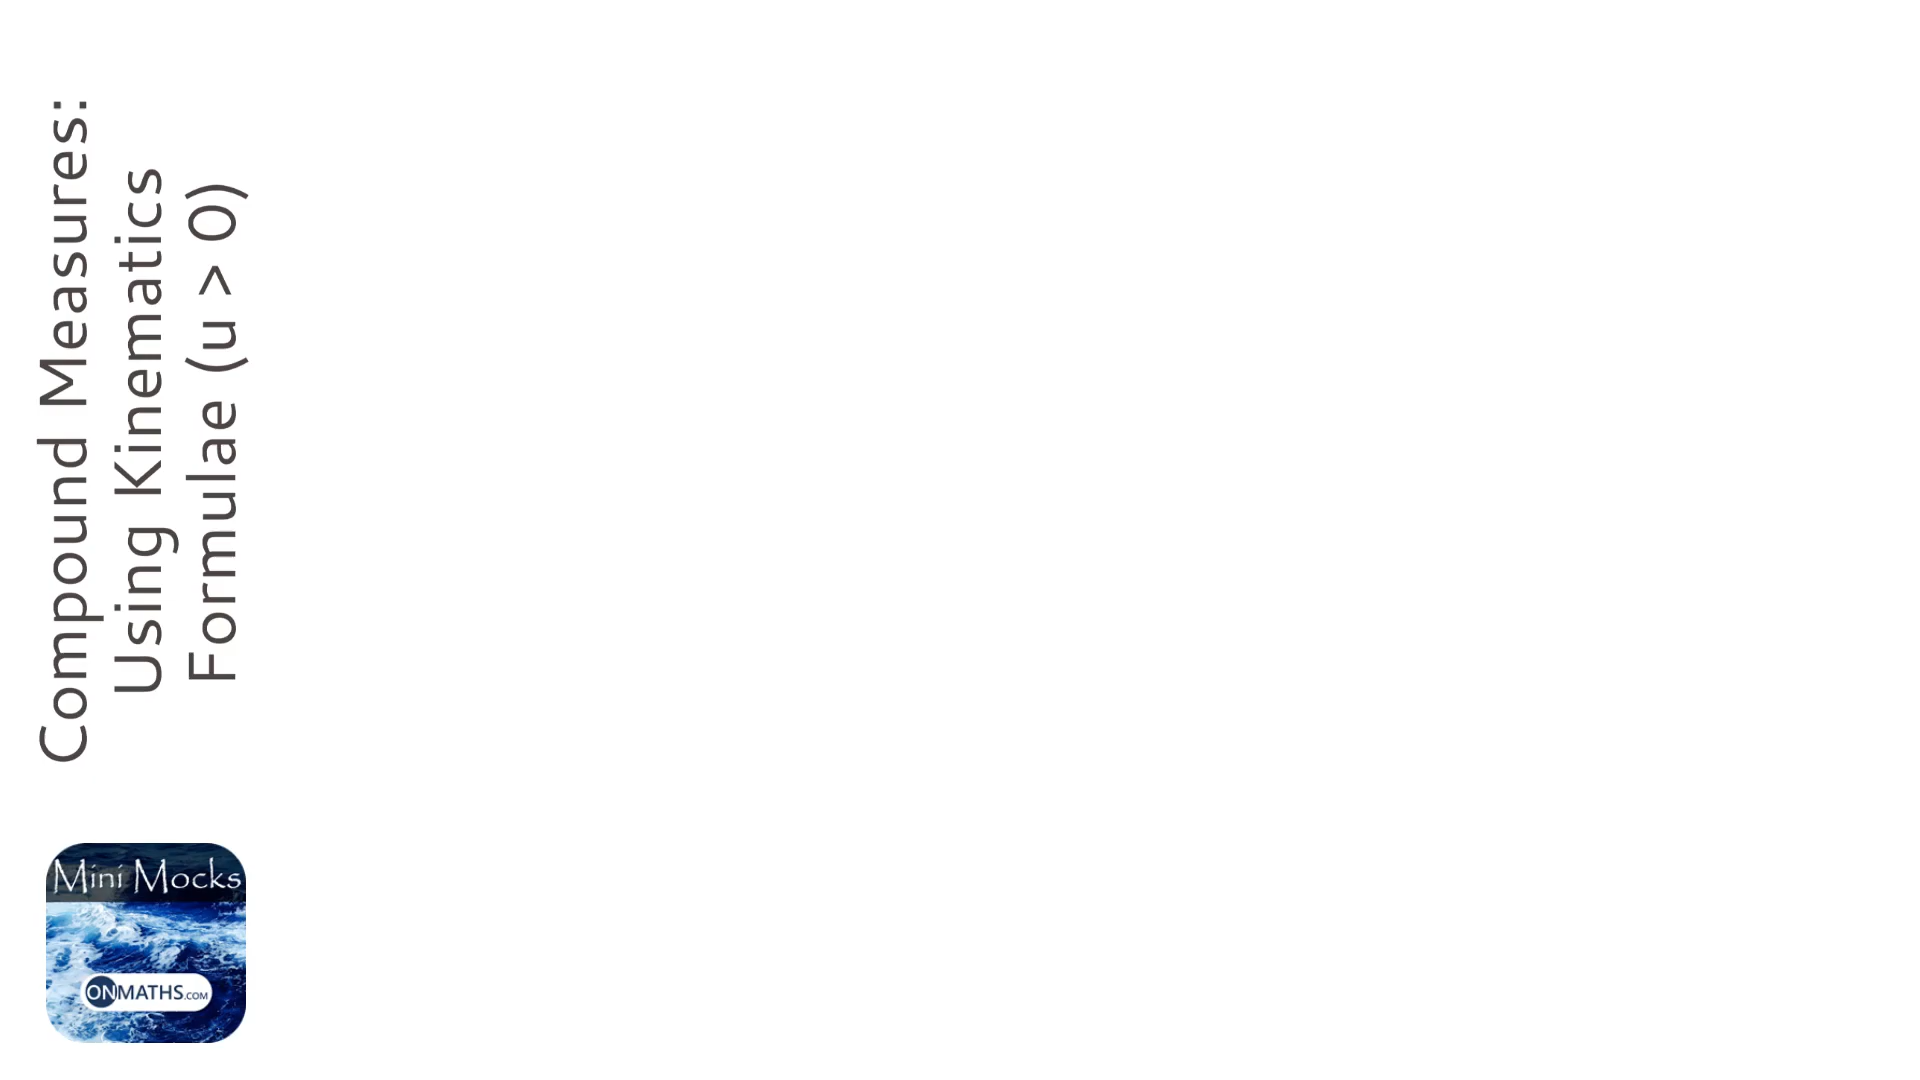 Compound Measures:
Using Kinematics
Formulae (u > 0)
Mini Mocks
ONMATHS.COM